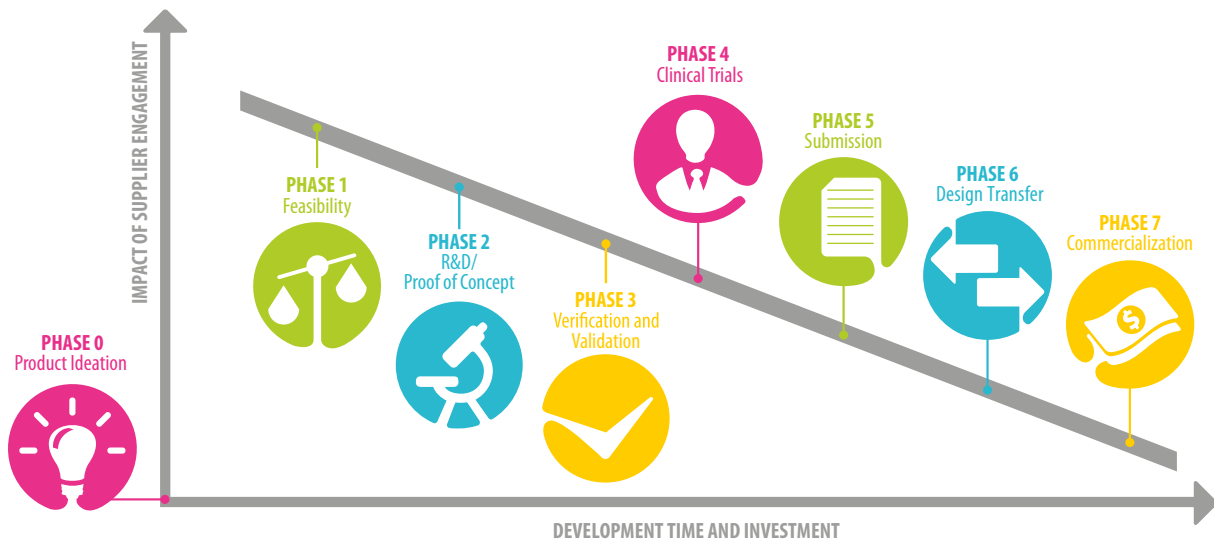 IMPACT OF SUPPLIER ENGAGEMENT
PHASE 0
Product Ideation
PHASE 1
Feasibility
PHASE 2
R&D/
Proof of Concept
PHASE 3
Verification and
Validation
PHASE 4
Clinical Trials
PHASE 5
Submission
PHASE 6
Design Transfer
PHASE 7
Commercialization
$
DEVELOPMENT TIME AND INVESTMENT